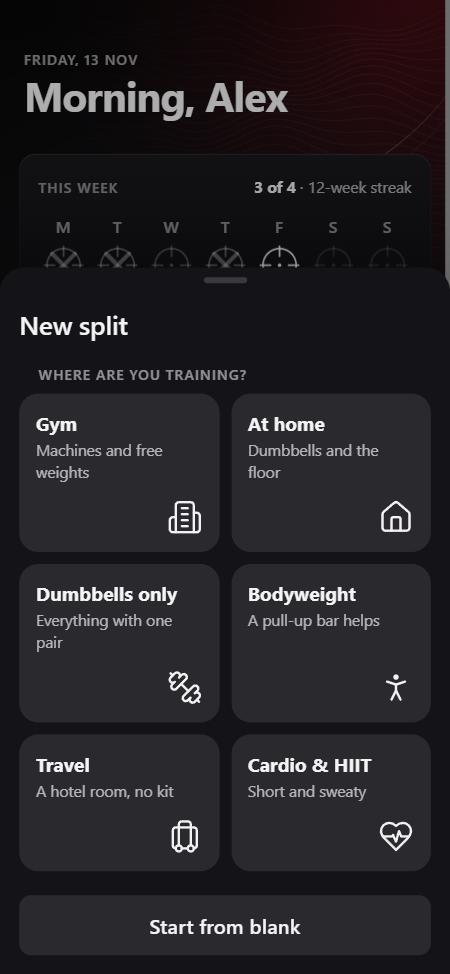 FRIDAY, 13 NOV
Morning, Alex
THIS WEEK
3 of 4 · 12-week streak
M T W T F S S
New split
WHERE ARE YOU TRAINING?
Gym
Machines and free
weights
At home
Dumbbells and the
floor
Dumbbells only
Everything with one
pair
Bodyweight
A pull-up bar helps
Travel
A hotel room, no kit
Cardio & HIIT
Short and sweaty
Start from blank